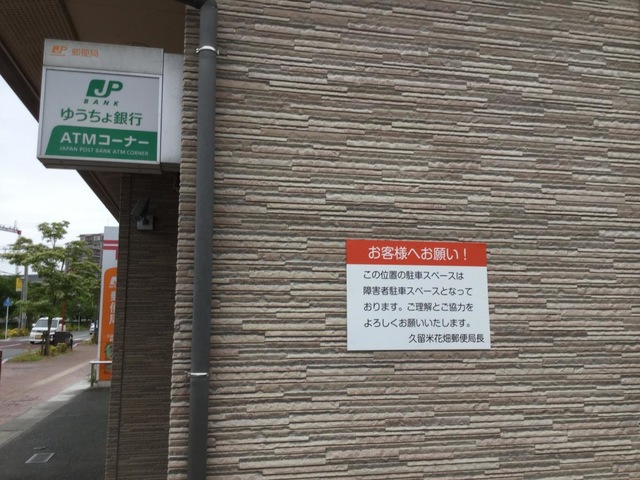 JP 郵便局
JP
BANK
ゆうちょ銀行
ATMコーナー
JAPAN POST BANK ATM CORNER
お客様へお願い！
この位置の駐車スペースは
障害者駐車スペースとなって
おります。ご理解とご協力を
よろしくお願いいたします。
久留米花畑郵便局長
郵便局